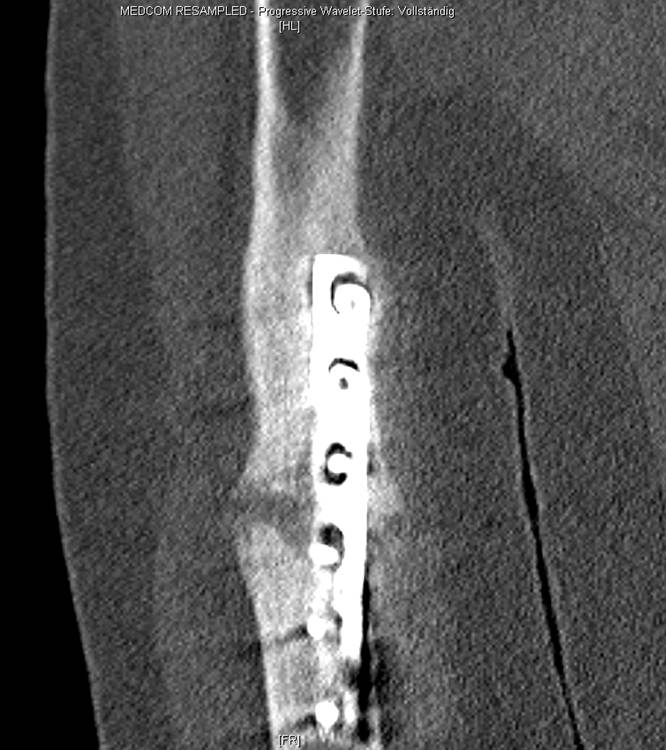 MEDCOM RESAMPLED - Progressive Wavelet-Stufe: Vollständig
[HL]
[FR]